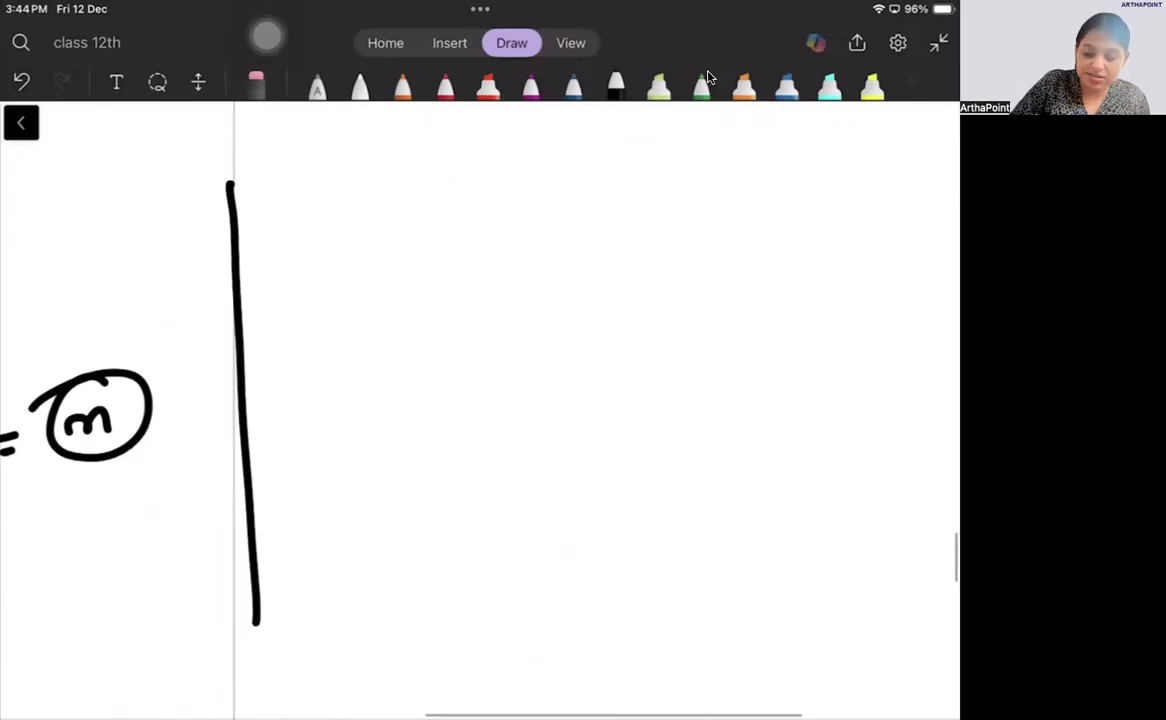 3:44 PM Fri 12 Dec
96%
ARTHAPOINT
class 12th
Home Insert Draw View
T
A
ArthaPoint
= m